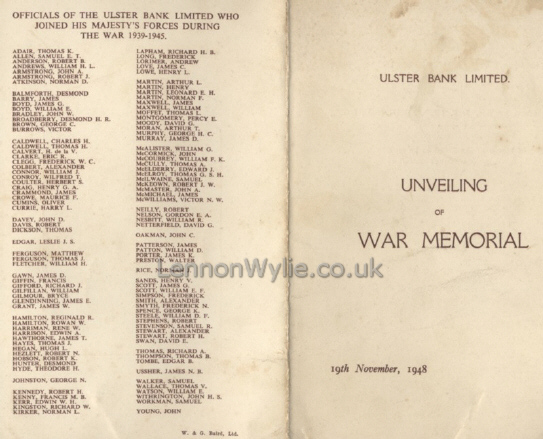 OFFICIALS OF THE ULSTER BANK LIMITED WHO
JOINED HIS MAJESTY'S FORCES DURING
THE WAR 1939-1945.
ADAIR, THOMAS K.
ALLEN, SAMUEL E. T.
ANDERSON, ROBERT B.
ANDREWS, WILLIAM H. L.
ARMSTRONG, JOHN A.
ARMSTRONG, ROBERT J.
ATKINSON, NORMAN D.
BALMFORTH, DESMOND
BARRY, JAMES
BOYD, JAMES G.
BOYD, WILLIAM E.
BRADLEY, JOHN W.
BROADBERRY, DESMOND H. R.
BROWN, GEORGE C.
BURROWS, VICTOR
CALDWELL, CHARLES H.
CALDWELL, THOMAS H.
CALVERT, H. de la V.
CLARKE, ERIC R.
CLEGG, FREDERICK W. C.
COLBERT, ALEXANDER
CONNOR, WILLIAM J.
CONROY, WILFRED T.
COULTER, HERBERT S.
CRAIG, HENRY G. A.
CRAMMOND, JAMES
CROWE, MAURICE F.
CUMINS, OLIVER
CURRIE, HARRY L.
DAVEY, JOHN D.
DAVIS, ROBERT
DICKSON, THOMAS
EDGAR, LESLIE J. S.
FERGUSON, MATTHEW
FERGUSON, THOMAS J.
FLETCHER, WILLIAM H.
GAWN, JAMES D.
GIFFIN, FRANCIS
GIFFORD, RICHARD J.
GILFILLAN, WILLIAM
GILMOUR, BRYCE
GLENDINNING, JAMES E.
GRANT, JAMES W.
HAMILTON, REGINALD R.
HAMILTON, ROWAN W.
HARRIMAN, RENE W.
HARRISON, EDWIN A.
HAWTHORNE, JAMES T.
HAYES, THOMAS J.
HEGAN, HUGH L.
HEZLETT, ROBERT N.
HOBSON, ROBERT K.
HUNTER, DESMOND
HYDE, THEODORE H.
JOHNSTON, GEORGE N.
KENNEDY, ROBERT H.
KENNY, FRANCIS M. B.
KERR, EDWIN W. H.
KINGSTON, RICHARD W.
KIRKER, NORMAN L.
LAPHAM, RICHARD H. B.
LONG, FREDERICK
LORIMER, ANDREW
LOVE, JAMES C.
LOWE, HENRY L.
MARTIN, ARTHUR L.
MARTIN, HENRY
MARTIN, LEONARD E. H.
MARTIN, NORMAN F.
MAXWELL, JAMES
MAXWELL, WILLIAM
MOFFET, THOMAS L.
MONTGOMERY, PERCY E.
MOODY, DAVID G.
MORAN, ARTHUR T.
MURPHY, GEORGE H. C.
MURRAY, JAMES D.
McALISTER, WILLIAM G.
McCORMICK, JOHN
McCOUBREY, WILLIAM F. K.
McCULLY, THOMAS A.
McELDERRY, EDWARD J.
McELROY, THOMAS G. S. H.
McILWAINE, SAMUEL
McKEOWN, ROBERT J. W.
McMASTER, JOHN A.
McMICHAEL, JAMES
McWILLIAMS, VICTOR N. W.
NEILLY, ROBERT
NELSON, GORDON E. A.
NESBITT, WILLIAM R.
NETTERFIELD, DAVID G.
OAKMAN, JOHN C.
PATTERSON, JAMES
PATTON, WILLIAM D.
PORTER, JAMES K.
PRESTON, WALTER
RICE, NORMAN
SANDS, HENRY V.
SCOTT, JAMES G.
SCOTT, WILLIAM E. F.
SIMPSON, FREDERICK
SMITH, ALEXANDER
SMYTH, FREDERICK N.
SPENCE, GEORGE K.
STEELE, WILLIAM D. F.
STEPHENS, ROBERT
STEVENSON, SAMUEL R.
STEWART, ALEXANDER
STEWART, ROBERT H.
SWAN, DAVID E.
THOMAS, RICHARD A.
THOMPSON, THOMAS B.
TOMBE, EDGAR B.
USSHER, JAMES N. B.
WALKER, SAMUEL
WALLACE, THOMAS V.
WATSON, WILLIAM E.
WITHRINGTON, JOHN H. S.
WORKMAN, SAMUEL
YOUNG, JOHN
W. & G. Baird, Ltd.
ULSTER BANK LIMITED.
UNVEILING
OF
WAR MEMORIAL
19th November, 1948
LennonWylie.co.uk